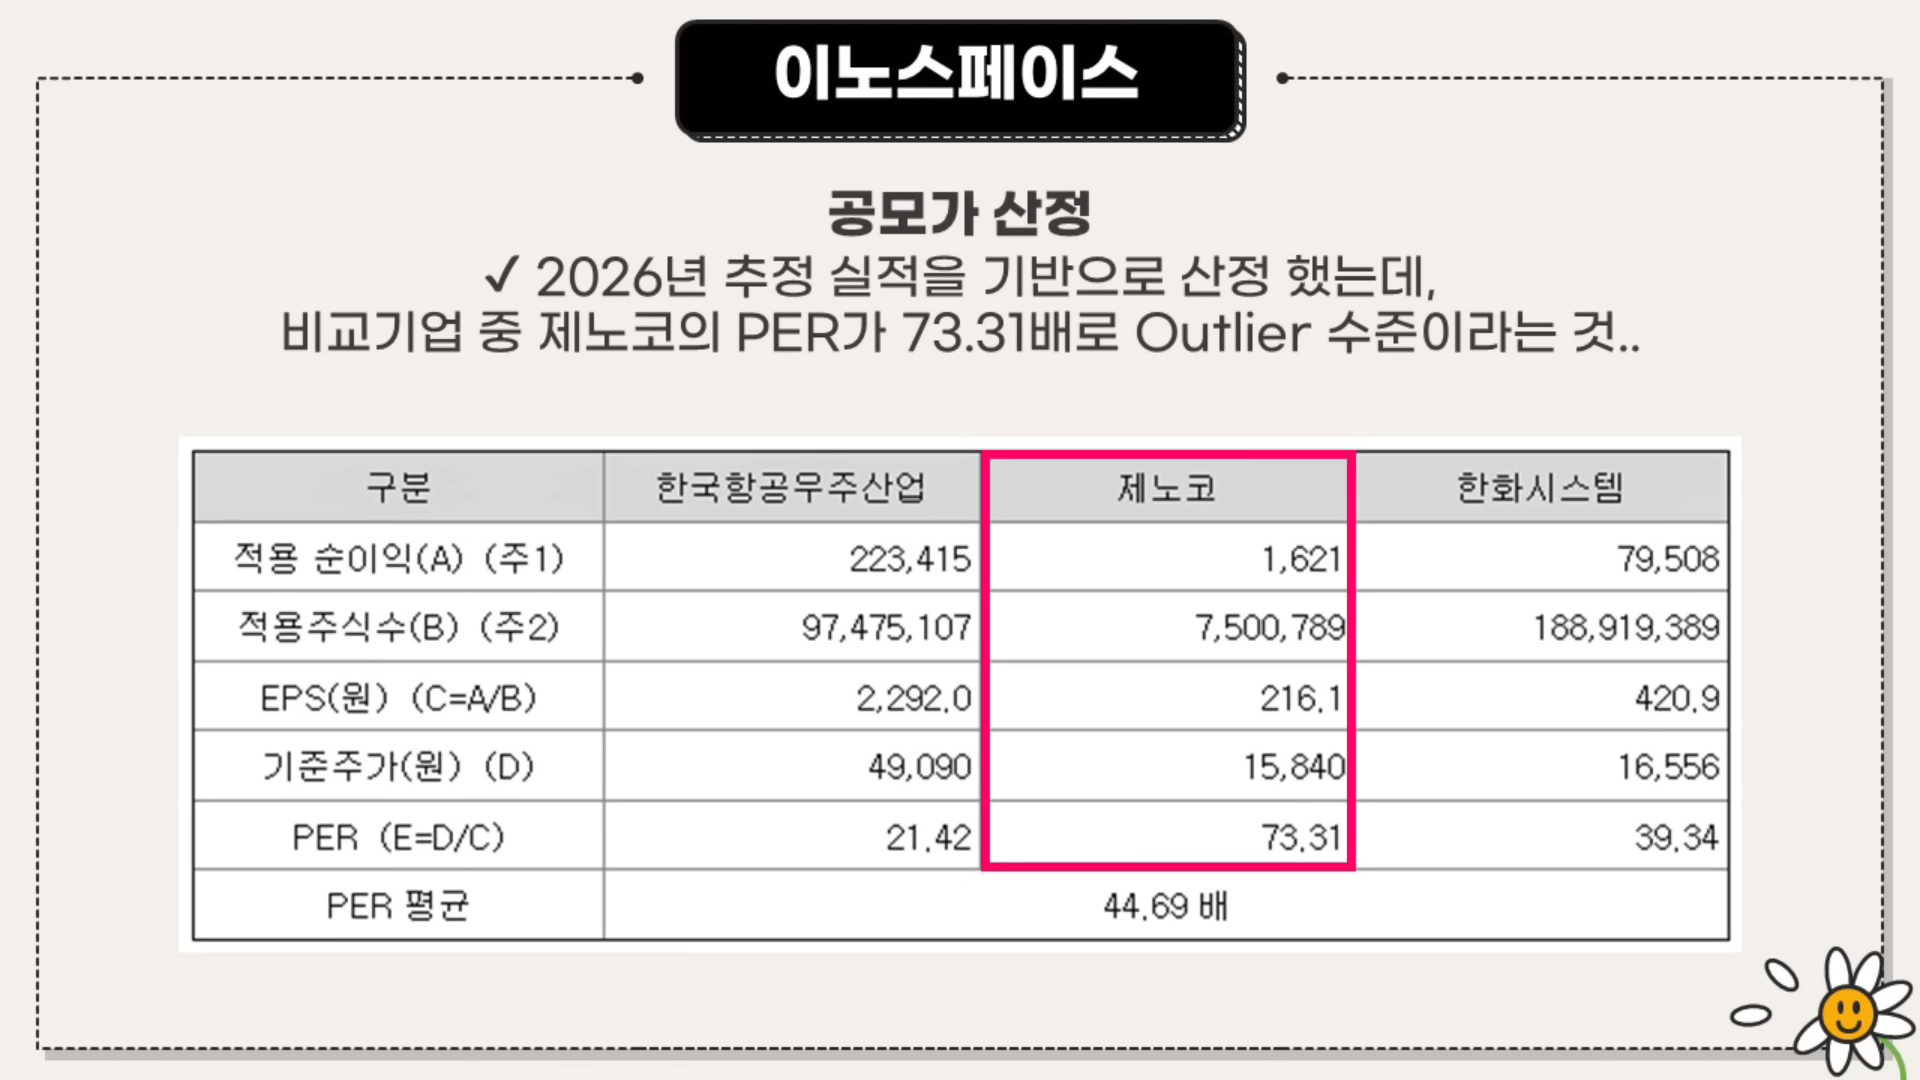 이노스페이스
공모가 산정
✓ 2026년 추정 실적을 기반으로 산정 했는데,
비교기업 중 제노코의 PER가 73.31배로 Outlier 수준이라는 것..
구분 한국항공우주산업 제노코 한화시스템
적용 순이익(A) (주1) 223,415 1,621 79,508
적용주식수(B) (주2) 97,475,107 7,500,789 188,919,389
EPS(원) (C=A/B) 2,292.0 216.1 420.9
기준주가(원) (D) 49,090 15,840 16,556
PER (E=D/C) 21.42 73.31 39.34
PER 평균 44.69 배